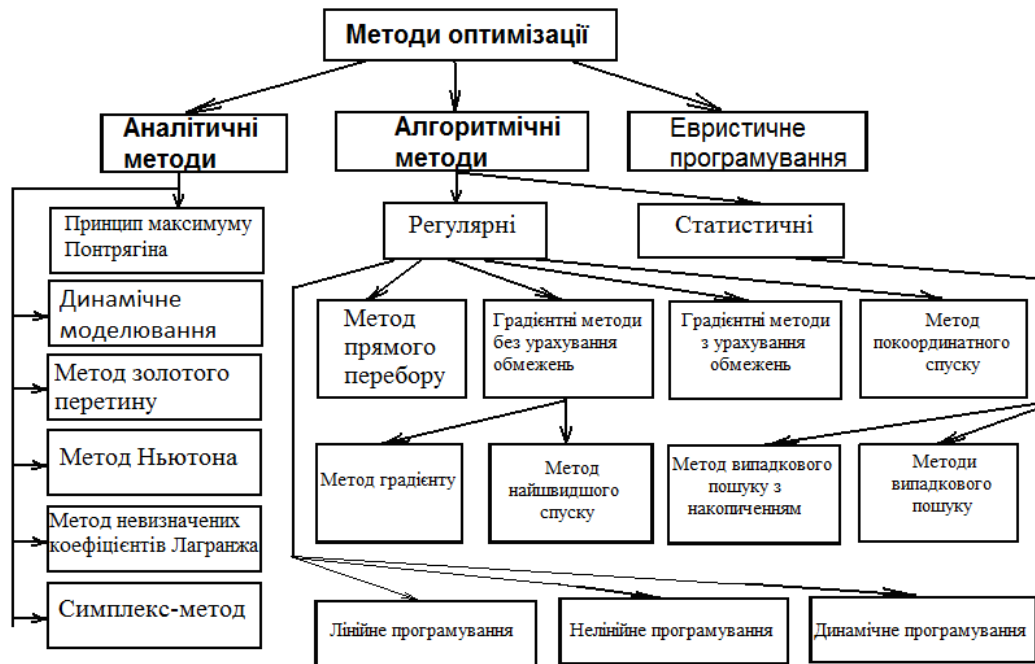 Методи оптимізації
Аналітичні
методи
Алгоритмічні
методи
Евристичне
програмування
Принцип максимуму
Понтрягіна
Динамічне
моделювання
Метод золотого
перетину
Метод Ньютона
Метод невизначених
коефіцієнтів Лагранжа
Симплекс-метод
Регулярні
Статистичні
Метод
прямого
перебору
Градієнтні методи
без урахування
обмежень
Градієнтні методи
з урахування
обмежень
Метод
покоординатного
спуску
Метод градієнту
Метод
найшвидшого
спуску
Метод випадкового
пошуку з
накопиченням
Методи
випадкового
пошуку
Лінійне програмування
Нелінійне програмування
Динамічне програмування